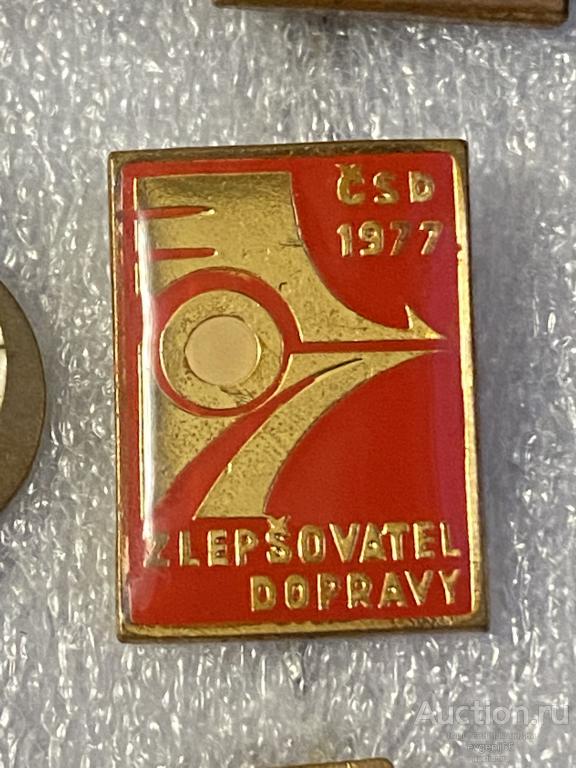 ČSD
1977
ZLEPŠOVATEL
DOPRAVY
Auction.ru